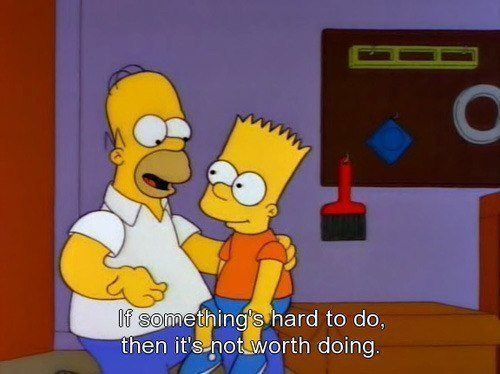 If something's hard to do,
then it's not worth doing.